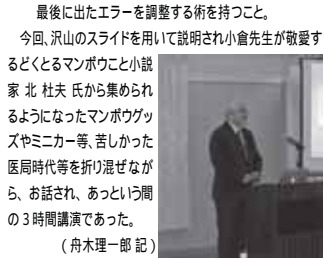 最後に出たエラーを調整する術を持つこと。
今回、沢山のスライドを用いて説明され小倉先生が敬愛す
るどくとるマンボウこと小説
家 北 杜夫 氏から集められ
るようになったマンボウグッ
ズやミニカー等、苦しかった
医局時代等を折り混ぜなが
ら、お話され、あっという間
の3時間講演であった。
(舟木理一郎 記)